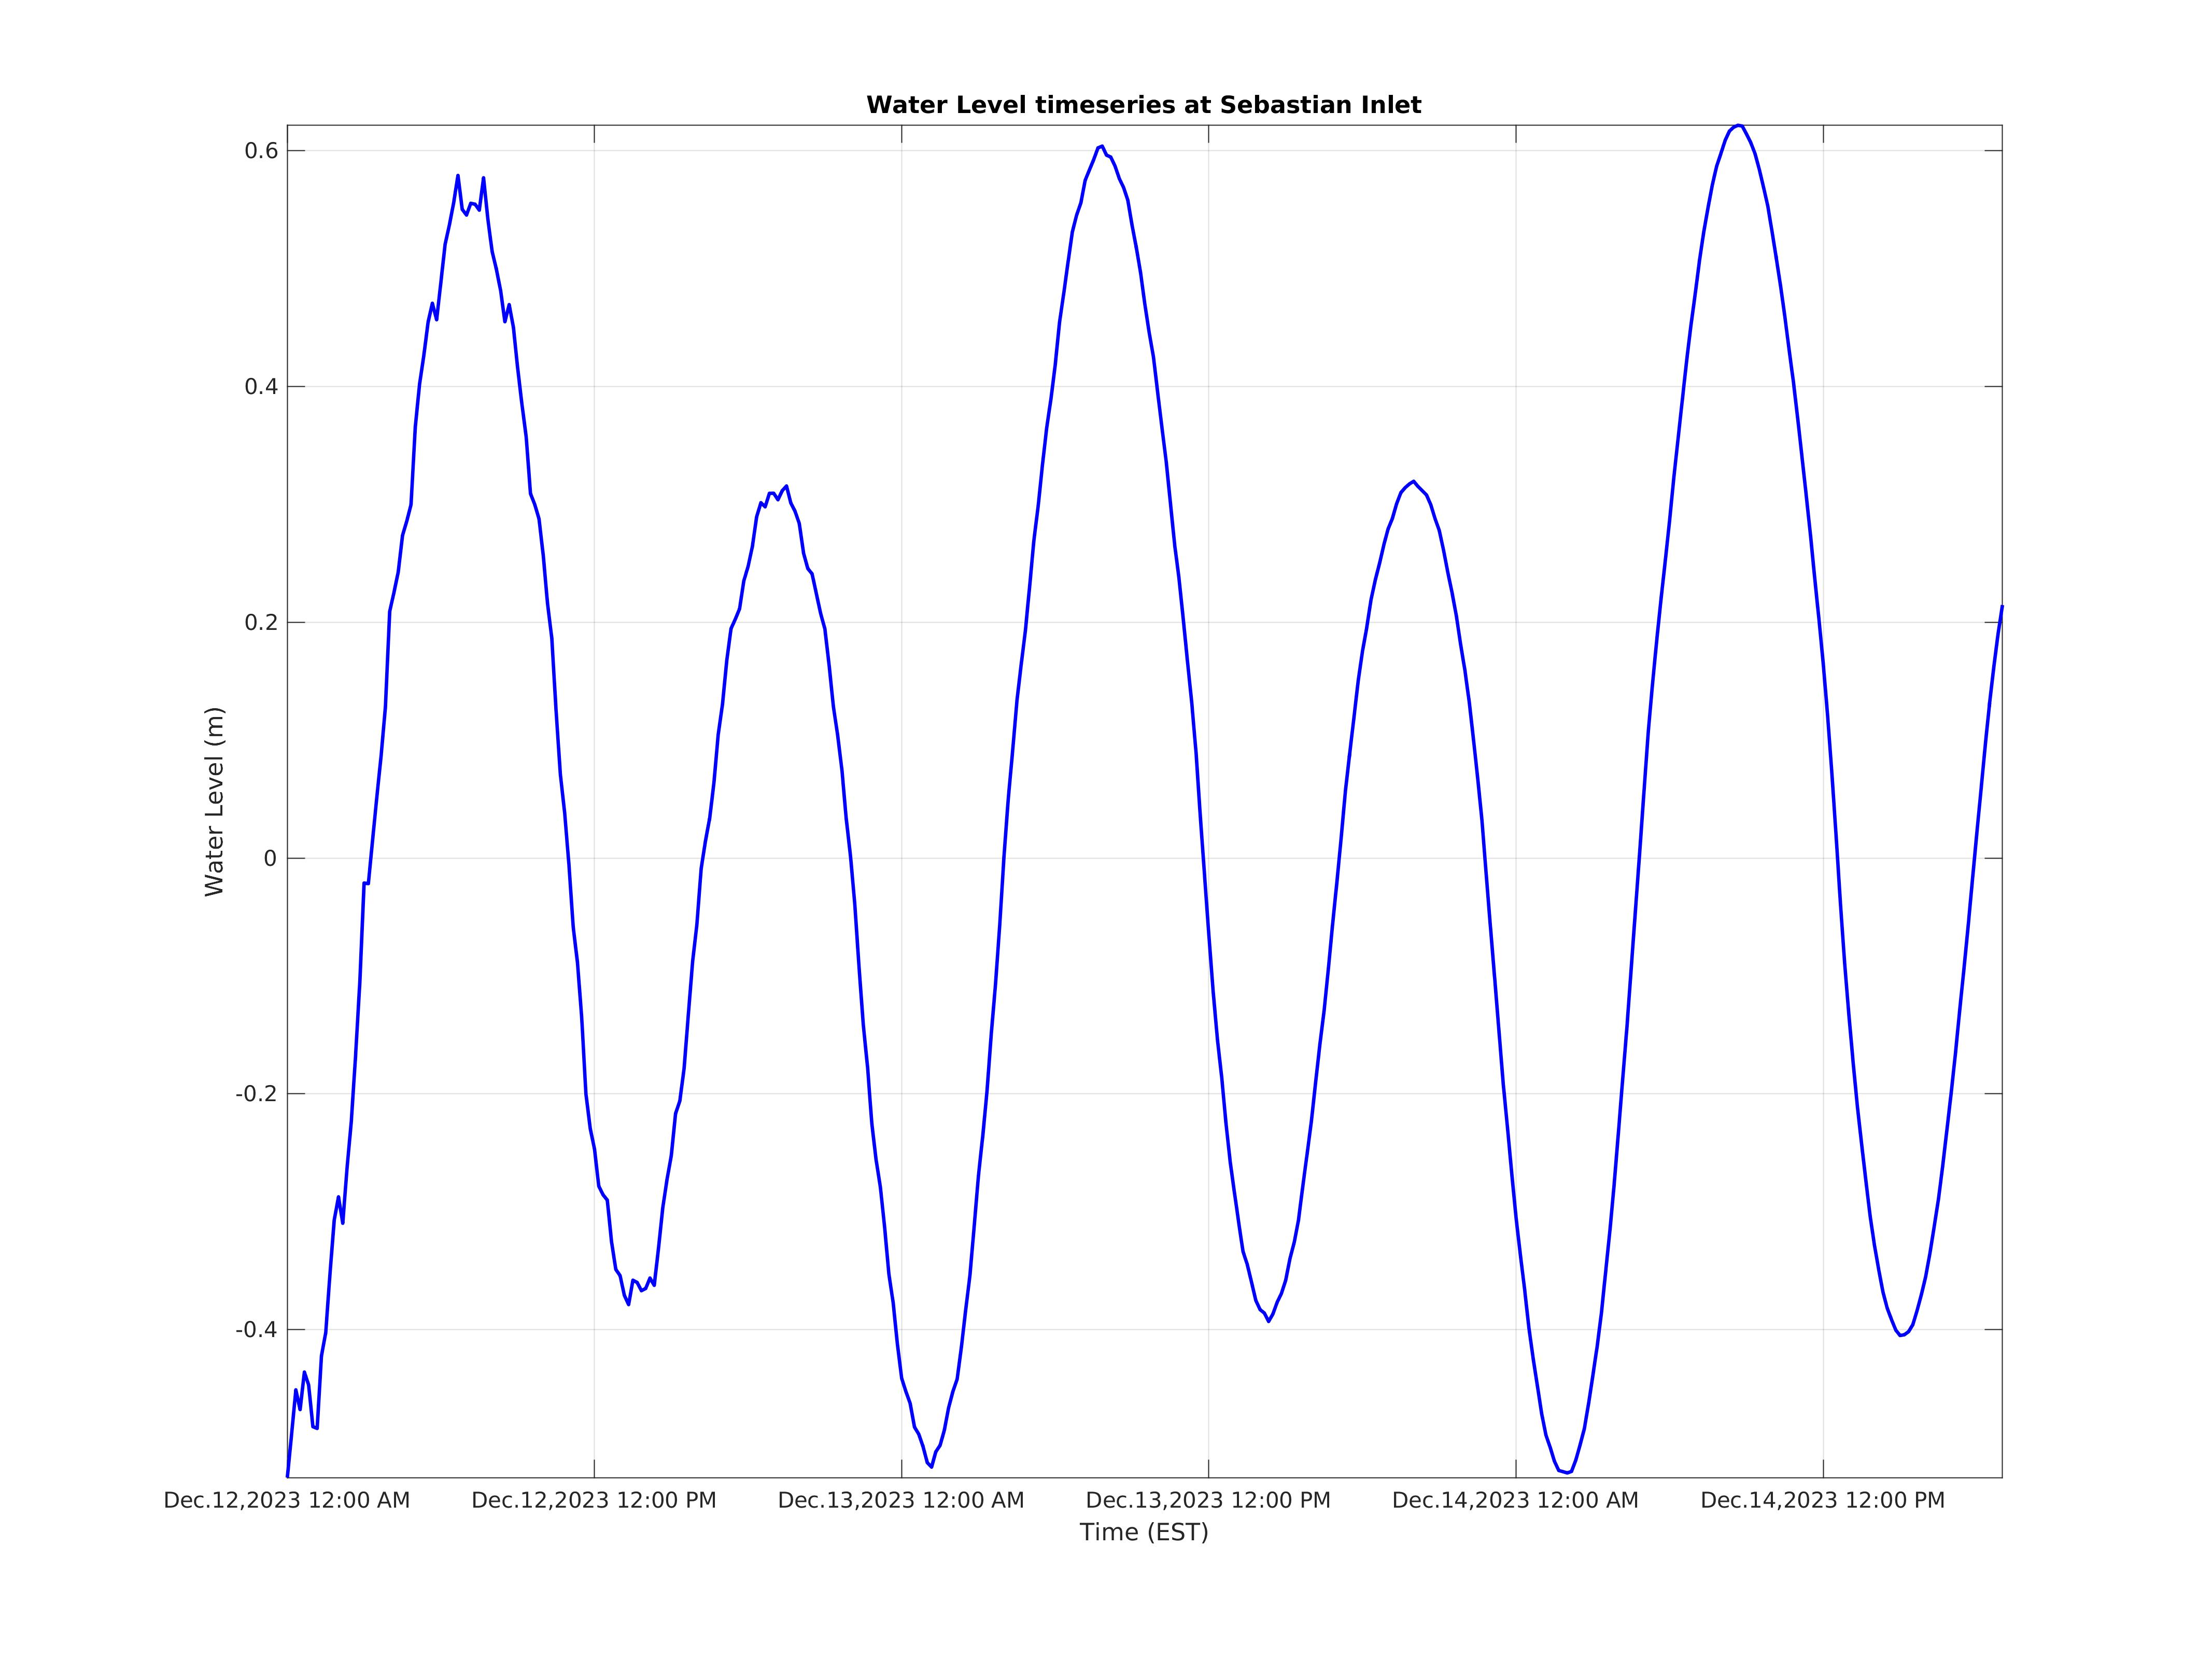 Water Level timeseries at Sebastian Inlet
0.6
0.4
0.2
0
-0.2
-0.4
Water Level (m)
Dec.12,2023 12:00 AM
Dec.12,2023 12:00 PM
Dec.13,2023 12:00 AM
Dec.13,2023 12:00 PM
Dec.14,2023 12:00 AM
Dec.14,2023 12:00 PM
Time (EST)